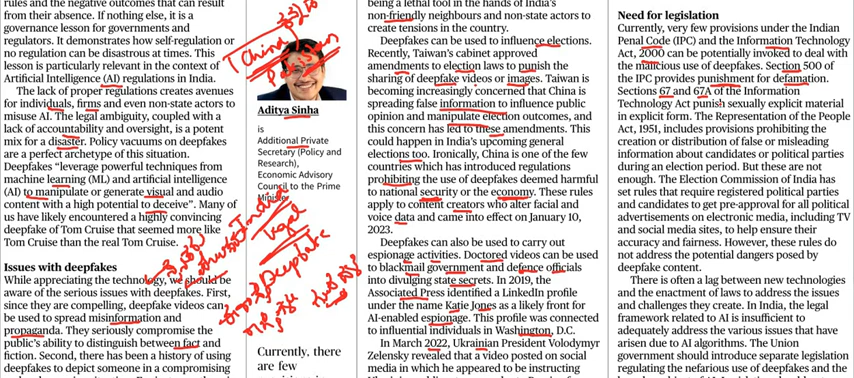 rules and the negative outcomes that can result
from their absence. If nothing else, it is a
governance lesson for governments and
regulators. It demonstrates how self-regulation or
no regulation can be disastrous at times. This
lesson is particularly relevant in the context of
Artificial Intelligence (AI) regulations in India.
The lack of proper regulations creates avenues
for individuals, firms and even non-state actors to
misuse AI. The legal ambiguity, coupled with a
lack of accountability and oversight, is a potent
mix for a disaster. Policy vacuums on deepfakes
are a perfect archetype of this situation.
Deepfakes “leverage powerful techniques from
machine learning (ML) and artificial intelligence
(AI) to manipulate or generate visual and audio
content with a high potential to deceive”. Many of
us have likely encountered a highly convincing
deepfake of Tom Cruise that seemed more like
Tom Cruise than the real Tom Cruise.
Issues with deepfakes
While appreciating the technology, we should be
aware of the serious issues with deepfakes. First,
since they are compelling, deepfake videos can
be used to spread misinformation and
propaganda. They seriously compromise the
public’s ability to distinguish between fact and
fiction. Second, there has been a history of using
deepfakes to depict someone in a compromising
China
Aditya Sinha
is
Additional Private
Secretary (Policy and
Research),
Economic Advisory
Council to the Prime
Minister
India
Legal
Deepfake
Currently, there
are few
being a lethal tool in the hands of India’s
non-friendly neighbours and non-state actors to
create tensions in the country.
Deepfakes can be used to influence elections.
Recently, Taiwan’s cabinet approved
amendments to election laws to punish the
sharing of deepfake videos or images. Taiwan is
becoming increasingly concerned that China is
spreading false information to influence public
opinion and manipulate election outcomes, and
this concern has led to these amendments. This
could happen in India’s upcoming general
elections too. Ironically, China is one of the few
countries which has introduced regulations
prohibiting the use of deepfakes deemed harmful
to national security or the economy. These rules
apply to content creators who alter facial and
voice data and came into effect on January 10,
2023.
Deepfakes can also be used to carry out
espionage activities. Doctored videos can be used
to blackmail government and defence officials
into divulging state secrets. In 2019, the
Associated Press identified a LinkedIn profile
under the name Katie Jones as a likely front for
AI-enabled espionage. This profile was connected
to influential individuals in Washington, D.C.
In March 2022, Ukrainian President Volodymyr
Zelensky revealed that a video posted on social
media in which he appeared to be instructing
Need for legislation
Currently, very few provisions under the Indian
Penal Code (IPC) and the Information Technology
Act, 2000 can be potentially invoked to deal with
the malicious use of deepfakes. Section 500 of
the IPC provides punishment for defamation.
Sections 67 and 67A of the Information
Technology Act punish sexually explicit material
in explicit form. The Representation of the People
Act, 1951, includes provisions prohibiting the
creation or distribution of false or misleading
information about candidates or political parties
during an election period. But these are not
enough. The Election Commission of India has
set rules that require registered political parties
and candidates to get pre-approval for all political
advertisements on electronic media, including TV
and social media sites, to help ensure their
accuracy and fairness. However, these rules do
not address the potential dangers posed by
deepfake content.
There is often a lag between new technologies
and the enactment of laws to address the issues
and challenges they create. In India, the legal
framework related to AI is insufficient to
adequately address the various issues that have
arisen due to AI algorithms. The Union
government should introduce separate legislation
regulating the nefarious use of deepfakes and the